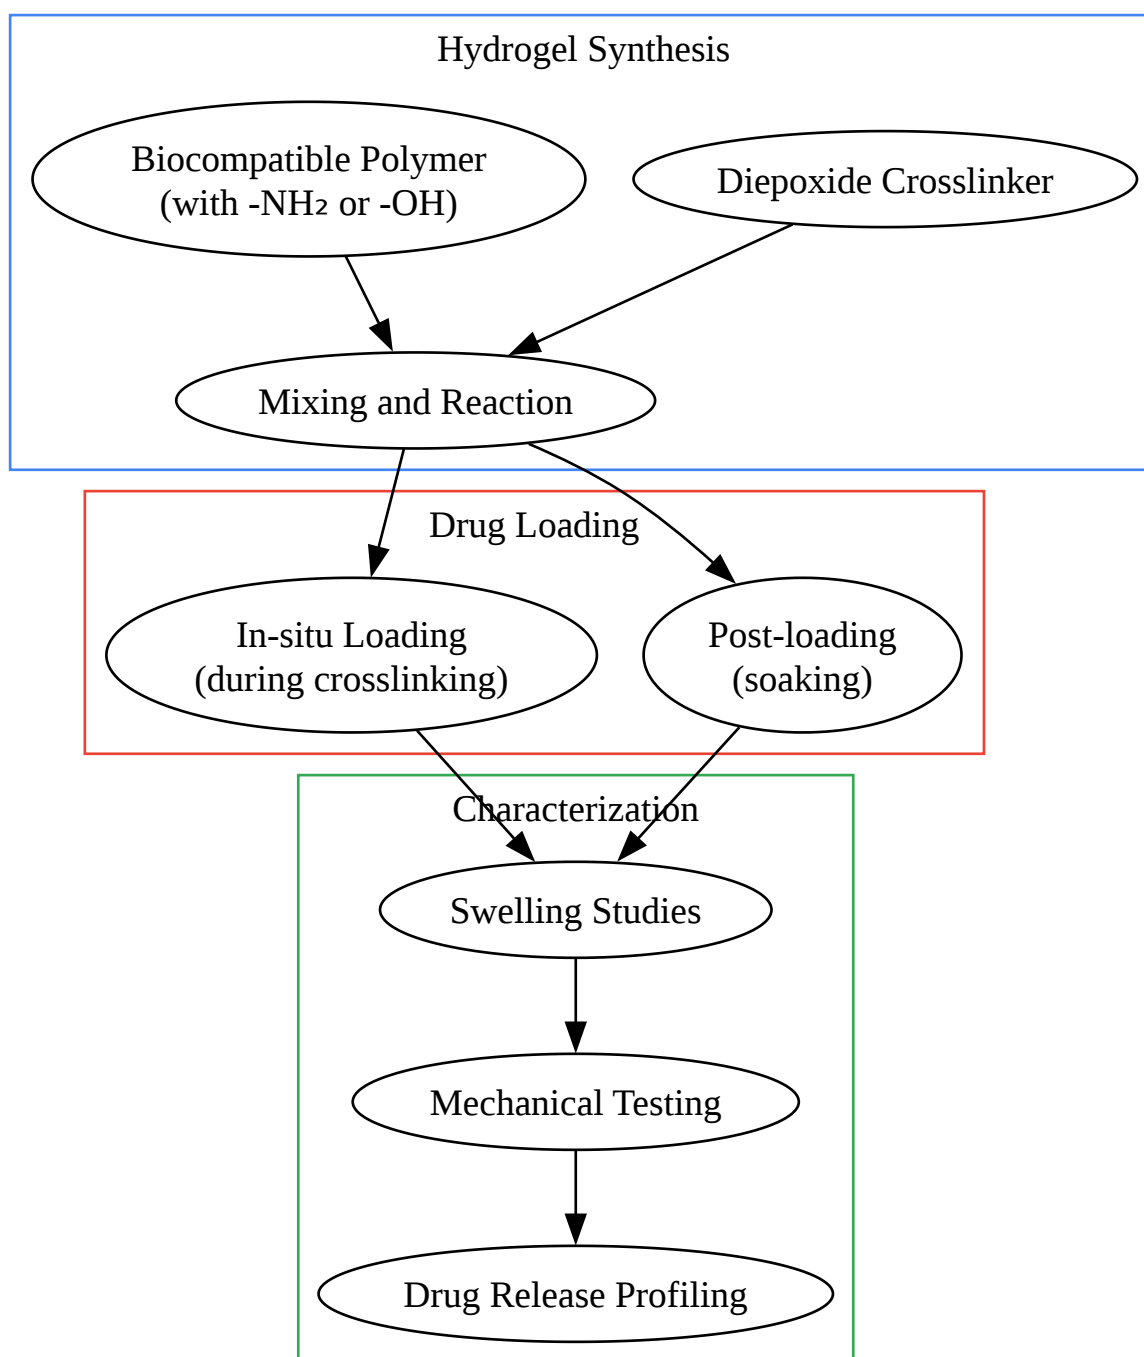 Hydrogel Synthesis
Biocompatible Polymer
(with -NH₂ or -OH)
Diepoxide Crosslinker
Mixing and Reaction
Drug Loading
In-situ Loading
(during crosslinking)
Post-loading
(soaking)
Characterization
Swelling Studies
Mechanical Testing
Drug Release Profiling